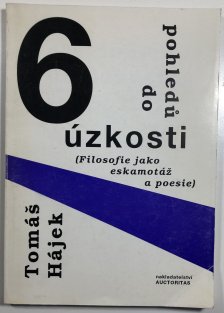 6
pohledů
do
úzkosti
(Filosofie jako
eskamotáž
a poesie)
Tomáš
Hájek
nakladatelství
AUCTORITAS